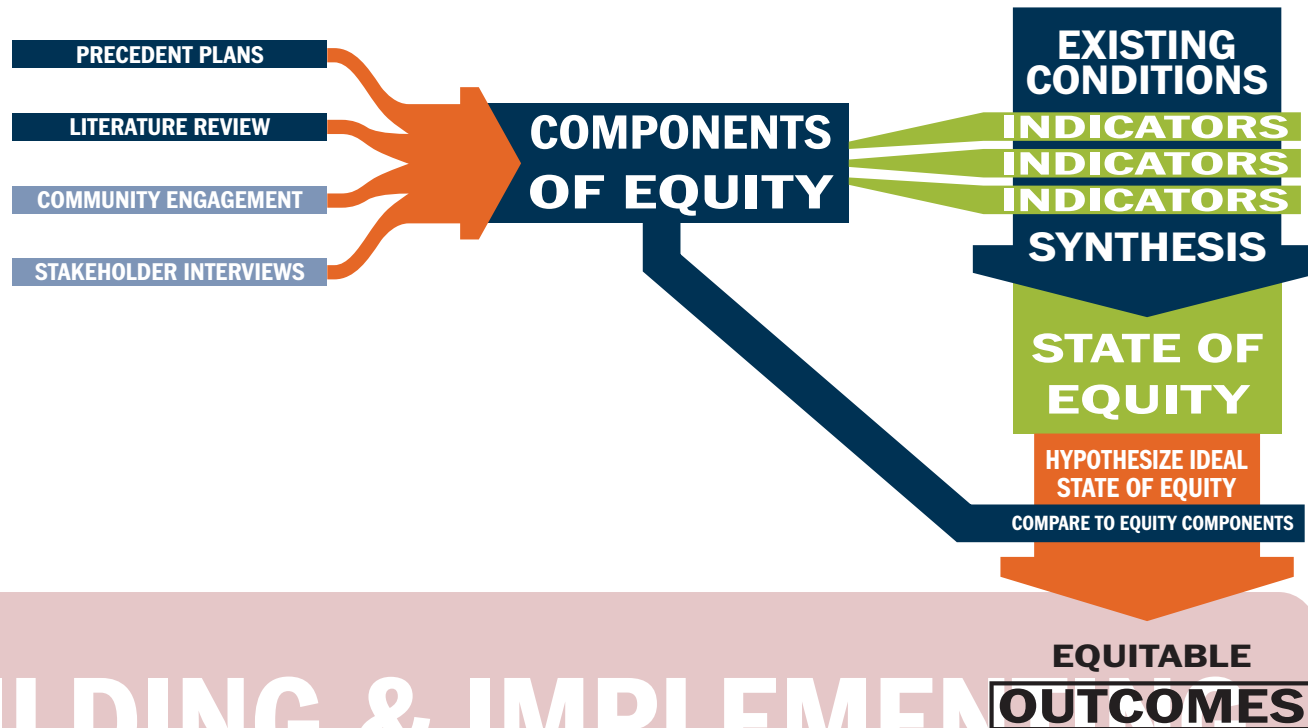 PRECEDENT PLANS
LITERATURE REVIEW
COMMUNITY ENGAGEMENT
STAKEHOLDER INTERVIEWS
COMPONENTS
OF EQUITY
EXISTING
CONDITIONS
INDICATORS
INDICATORS
INDICATORS
SYNTHESIS
STATE OF
EQUITY
HYPOTHESIZE IDEAL
STATE OF EQUITY
COMPARE TO EQUITY COMPONENTS
EQUITABLE
OUTCOMES
& IMPLEMENTING